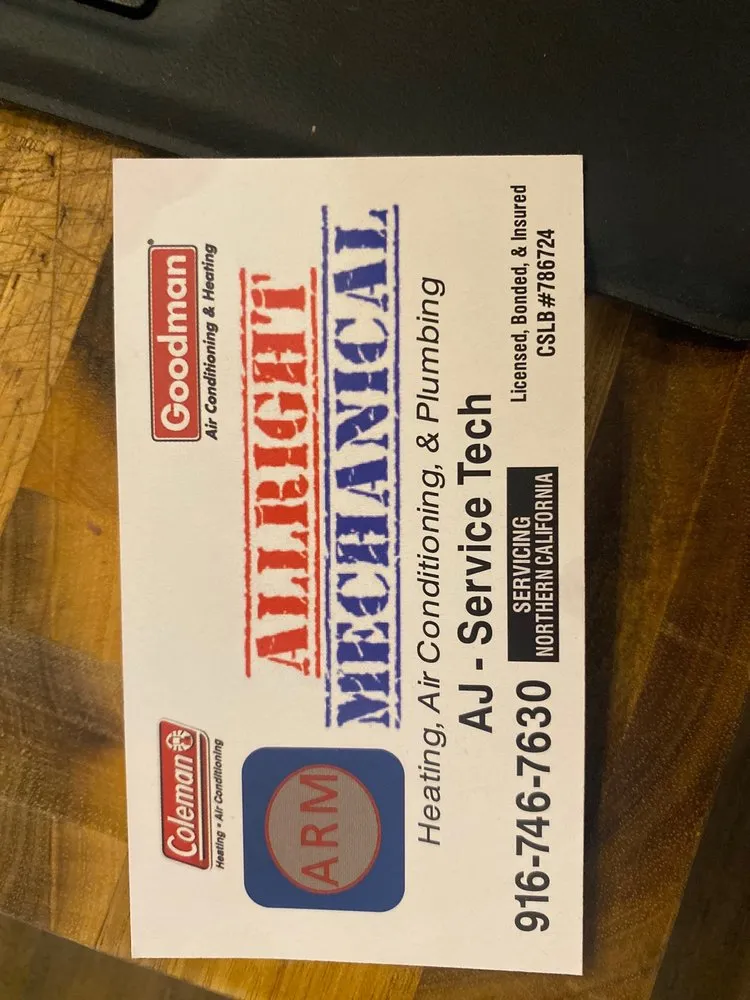 Coleman
Heating • Air Conditioning
Goodman®
Air Conditioning & Heating
ALLRIGHT
MECHANICAL
ARM
Heating, Air Conditioning, & Plumbing
AJ - Service Tech
916-746-7630
SERVICING
NORTHERN CALIFORNIA
Licensed, Bonded, & Insured
CSLB#786724